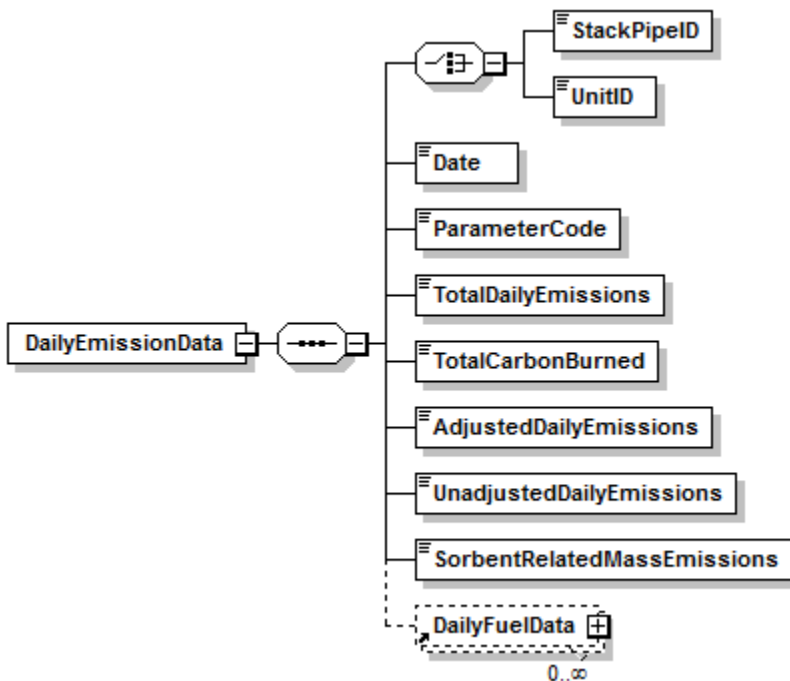 StackPipeID
UnitID
Date
ParameterCode
TotalDailyEmissions
DailyEmissionData
TotalCarbonBurned
AdjustedDailyEmissions
UnadjustedDailyEmissions
SorbentRelatedMassEmissions
DailyFuelData
0..∞